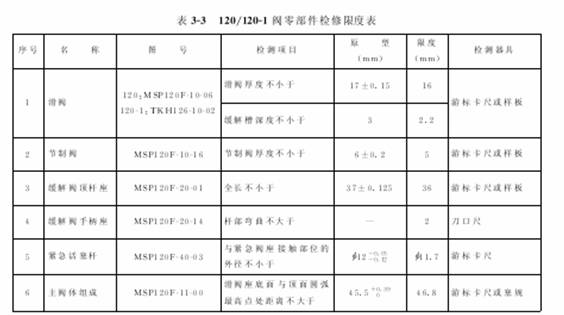 表 3-3 120/120-1 阀零部件检修限度表
序号 名 称 图 号 检测项目 原 型 (mm) 限度 (mm) 检测器具
1 滑阀 120:MSP120F-10-06
120-1:TKH126-10-02
滑阀厚度不小于 17±0.15 16 游标卡尺或样板
缓解槽深度不小于 3 2.2
2 节制阀 MSP120F-10-16 节制阀厚度不小于 6±0.2 5 游标卡尺或样板
3 缓解阀顶杆座 MSP120F-20-01 全长不小于 37±0.125 36 游标卡尺或样板
4 缓解阀手柄座 MSP120F-20-14 杆部弯曲不大于 — 2 刀口尺
5 紧急活塞杆 MSP120F-40-03 与紧急阀座接触部位的
外径不小于 ϕ12 -0.05 -0.12 ϕ11.7 游标卡尺
6 主阀体组成 MSP120F-11-00 滑阀座底面与顶面圆弧
最高点处距离不大于 45.5 +0.39 0 46.8 游标卡尺或塞规